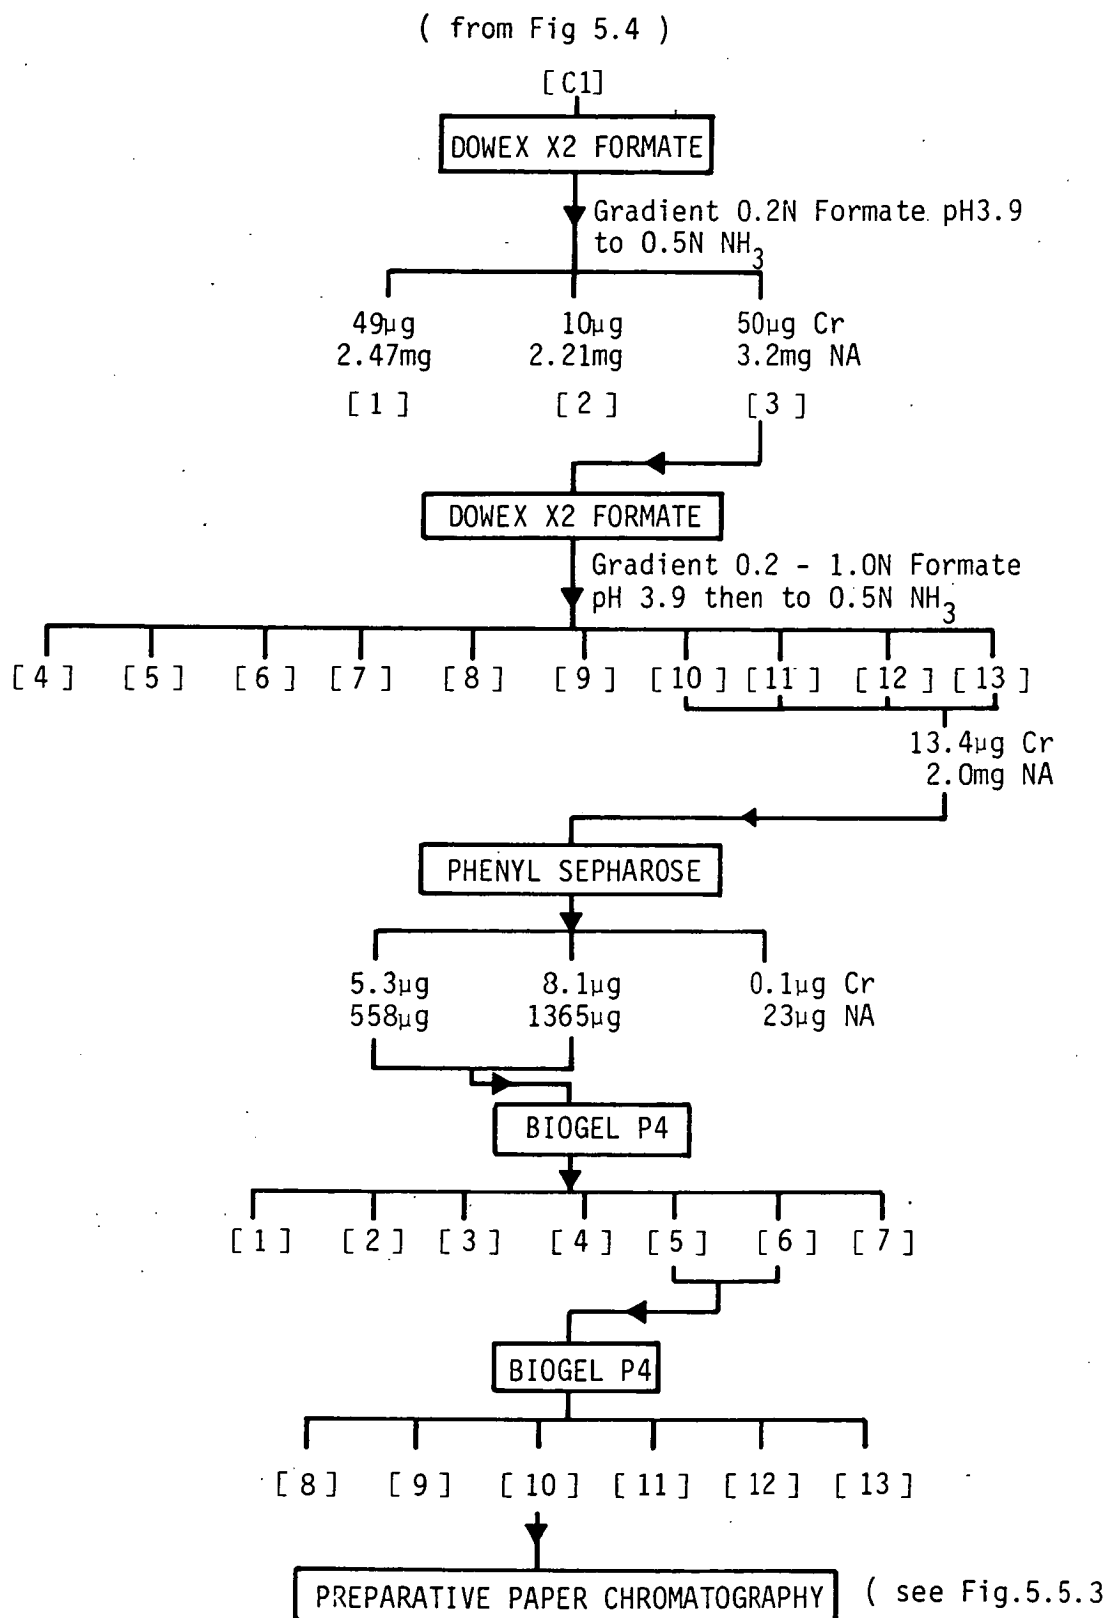 ( from Fig 5.4 )
[ C1]
DOWEX X2 FORMATE
Gradient 0.2N Formate pH3.9
to 0.5N NH3
49µg 10µg 50µg Cr
2.47mg 2.21mg 3.2mg NA
[ 1 ] [ 2 ] [ 3 ]
DOWEX X2 FORMATE
Gradient 0.2 - 1.0N Formate
pH 3.9 then to 0.5N NH3
[ 4 ] [ 5 ] [ 6 ] [ 7 ] [ 8 ] [ 9 ] [ 10 ] [ 11 ] [ 12 ] [ 13 ]
13.4µg Cr
2.0mg NA
PHENYL SEPHAROSE
5.3µg 8.1µg 0.1µg Cr
558µg 1365µg 23µg NA
BIOGEL P4
[ 1 ] [ 2 ] [ 3 ] [ 4 ] [ 5 ] [ 6 ] [ 7 ]
BIOGEL P4
[ 8 ] [ 9 ] [ 10 ] [ 11 ] [ 12 ] [ 13 ]
PREPARATIVE PAPER CHROMATOGRAPHY ( see Fig.5.5.3